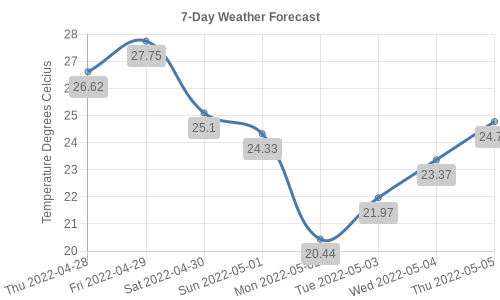 7-Day Weather Forecast
Temperature Degrees Celcius
28
27
25
24
23
22
21
20
27.75
26.62
25.1
24.33
20.44
21.97
23.37
Thu 2022-04-28
Fri 2022-04-29
Sat 2022-04-30
Sun 2022-05-01
Mon
Tue 2022-05-03
Wed 2022-05-04
Thu 2022-05-05